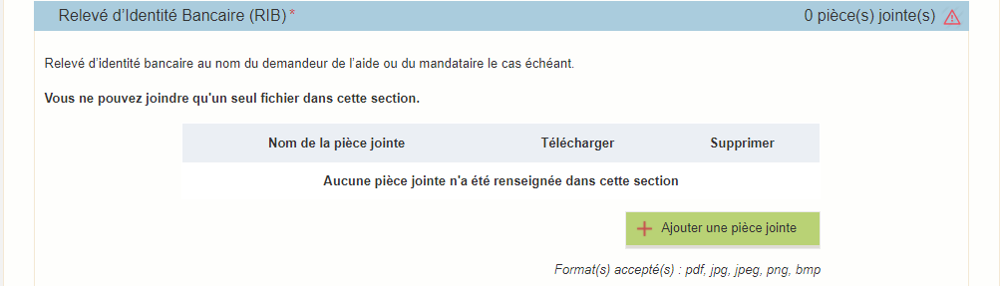 Relevé d'Identité Bancaire (RIB)* 0 pièce(s) jointe(s)
Relevé d'identité bancaire au nom du demandeur de l'aide ou du mandataire le cas échéant.
Vous ne pouvez joindre qu'un seul fichier dans cette section.
Nom de la pièce jointe Télécharger Supprimer
Aucune pièce jointe n'a été renseignée dans cette section
Ajouter une pièce jointe
Format(s) accepté(s) : pdf, jpg, jpeg, png, bmp